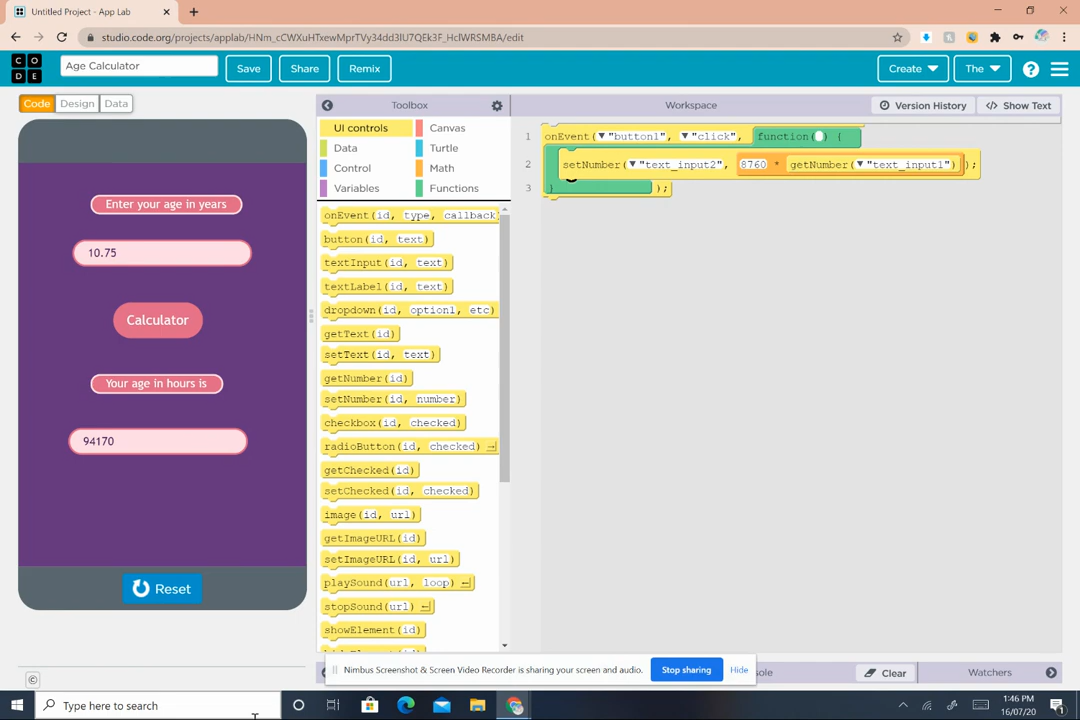 Untitled Project - App Lab
studio.code.org/projects/applab/HNm_cCWXuHTxewMprTVy34dd3IU7QEk3F_HclWRSMBA/edit
C O
D E
Age Calculator
Save
Share
Remix
Create
The
Code
Design
Data
Toolbox
Workspace
Version History
Show Text
UI controls
Canvas
Data
Turtle
Control
Math
Variables
Functions
Enter your age in years
10.75
Calculator
Your age in hours is
94170
Reset
onEvent(id, type, callback
button(id, text)
textInput(id, text)
textLabel(id, text)
dropdown(id, option1, etc)
getText(id)
setText(id, text)
getNumber(id)
setNumber(id, number)
checkbox(id, checked)
radioButton(id, checked)
getChecked(id)
setChecked(id, checked)
image(id, url)
getImageURL(id)
setImageURL(id, url)
playSound(url, loop)
stopSound(url)
showElement(id)
1 onEvent( "button1", "click", function( ) {
2 setNumber( "text_input2", 8760 * getNumber( "text_input1") );
3 } );
Nimbus Screenshot & Screen Video Recorder is sharing your screen and audio.
Stop sharing
Hide
Clear
Watchers
Type here to search
1:46 PM
16/07/20
1